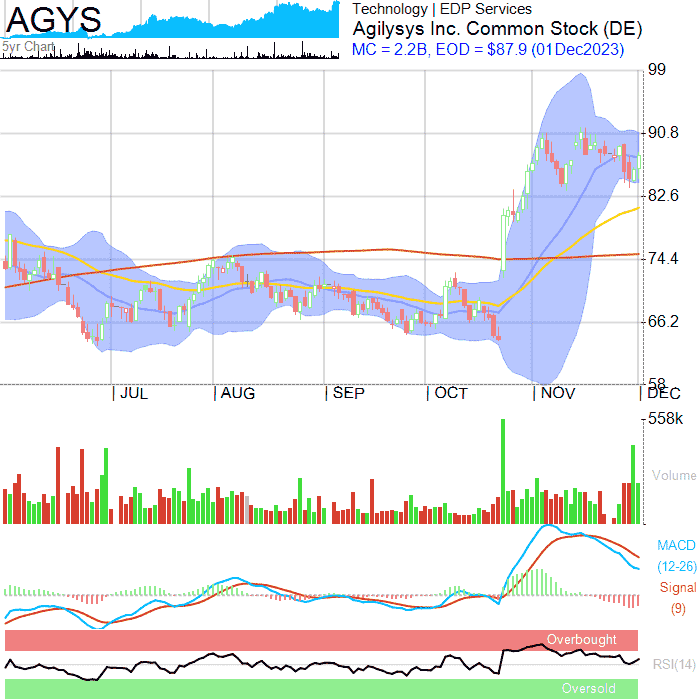 AGYS
5yr Chart
Technology | EDP Services
Agilysys Inc. Common Stock (DE)
MC = 2.2B, EOD = $87.9 (01Dec2023)
99
90.8
82.6
74.4
66.2
58
JUL
AUG
SEP
OCT
NOV
DEC
558k
Volume
MACD
(12-26)
Signal
(9)
Overbought
RSI(14)
Oversold